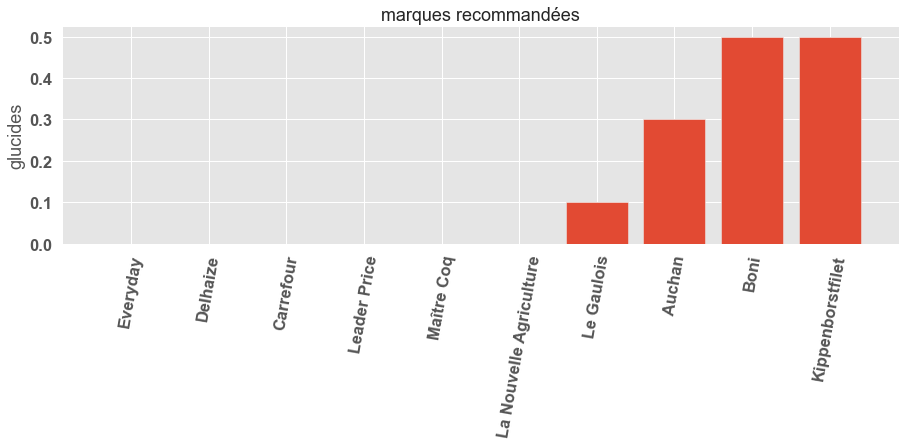 marques recommandées
glucides
0.5
0.4
0.3
0.2
0.1
0.0
Everyday
Delhaize
Carrefour
Leader Price
Maître Coq
La Nouvelle Agriculture
Le Gaulois
Auchan
Boni
Kippenborstfilet